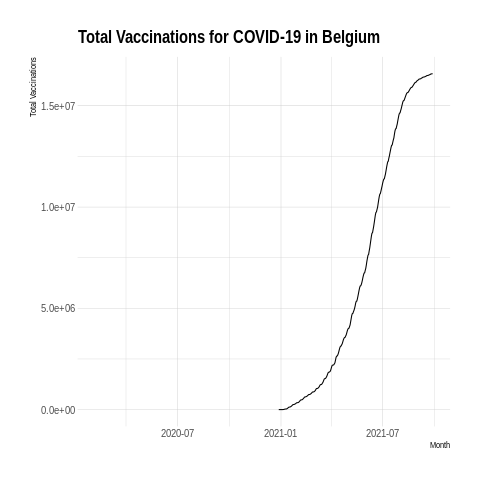 Total Vaccinations for COVID-19 in Belgium
Total Vaccinations
1.5e+07
1.0e+07
5.0e+06
0.0e+00
2020-07
2021-01
2021-07
Month